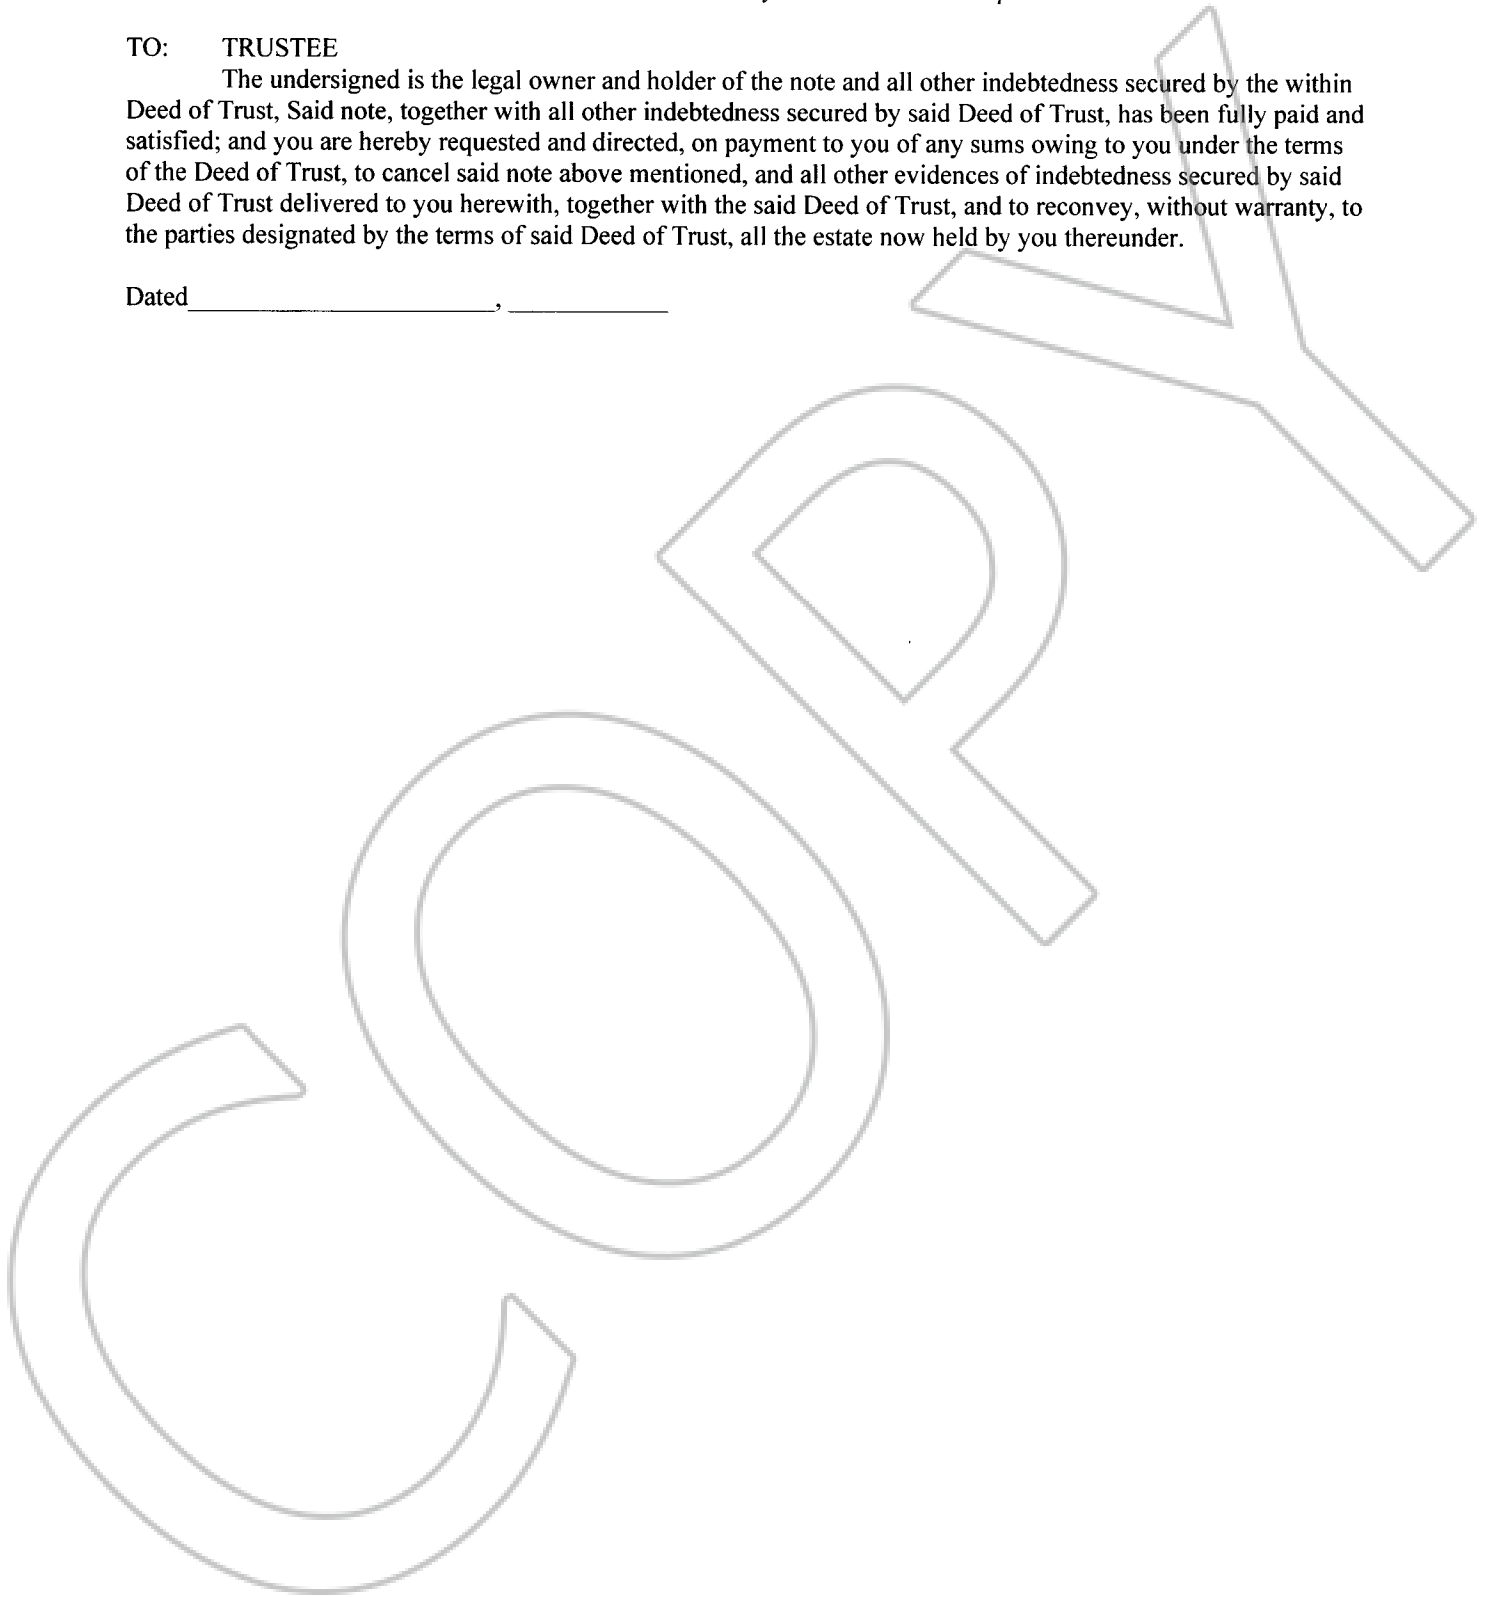 TO: TRUSTEE
The undersigned is the legal owner and holder of the note and all other indebtedness secured by the within
Deed of Trust, Said note, together with all other indebtedness secured by said Deed of Trust, has been fully paid and
satisfied; and you are hereby requested and directed, on payment to you of any sums owing to you under the terms
of the Deed of Trust, to cancel said note above mentioned, and all other evidences of indebtedness secured by said
Deed of Trust delivered to you herewith, together with the said Deed of Trust, and to reconvey, without warranty, to
the parties designated by the terms of said Deed of Trust, all the estate now held by you thereunder.
Dated____________________, __________
COPY